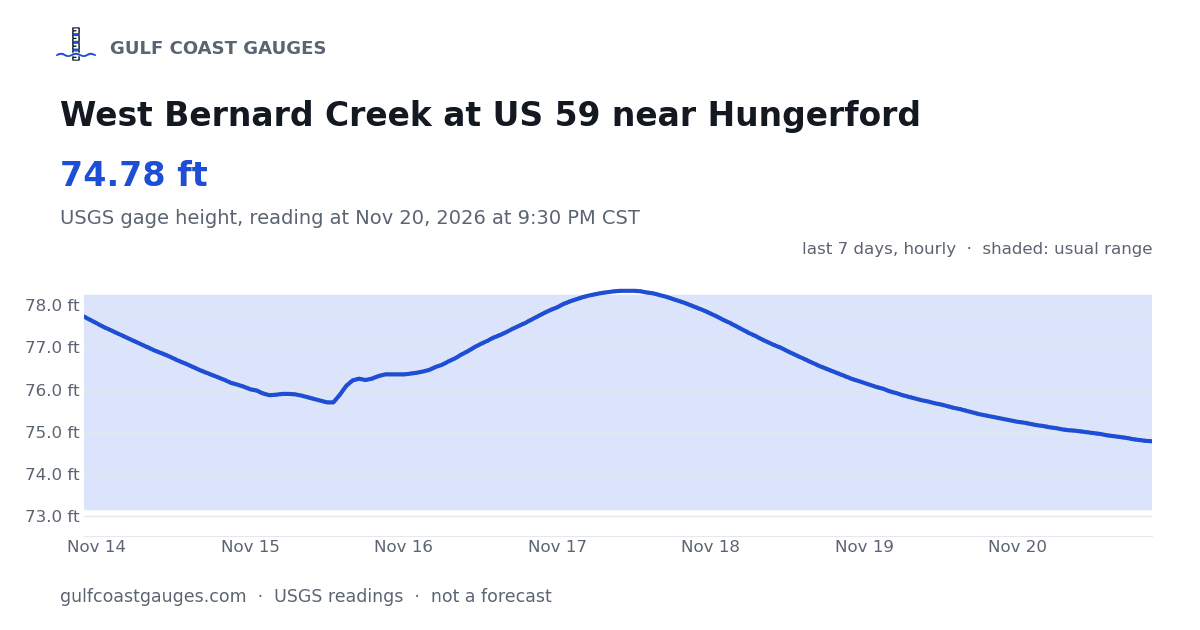 GULF COAST GAUGES
West Bernard Creek at US 59 near Hungerford
74.78 ft
USGS gage height, reading at Nov 20, 2026 at 9:30 PM CST
last 7 days, hourly · shaded: usual range
78.0 ft
77.0 ft
76.0 ft
75.0 ft
74.0 ft
73.0 ft
Nov 14 Nov 15 Nov 16 Nov 17 Nov 18 Nov 19 Nov 20
gulfcoastgauges.com · USGS readings · not a forecast